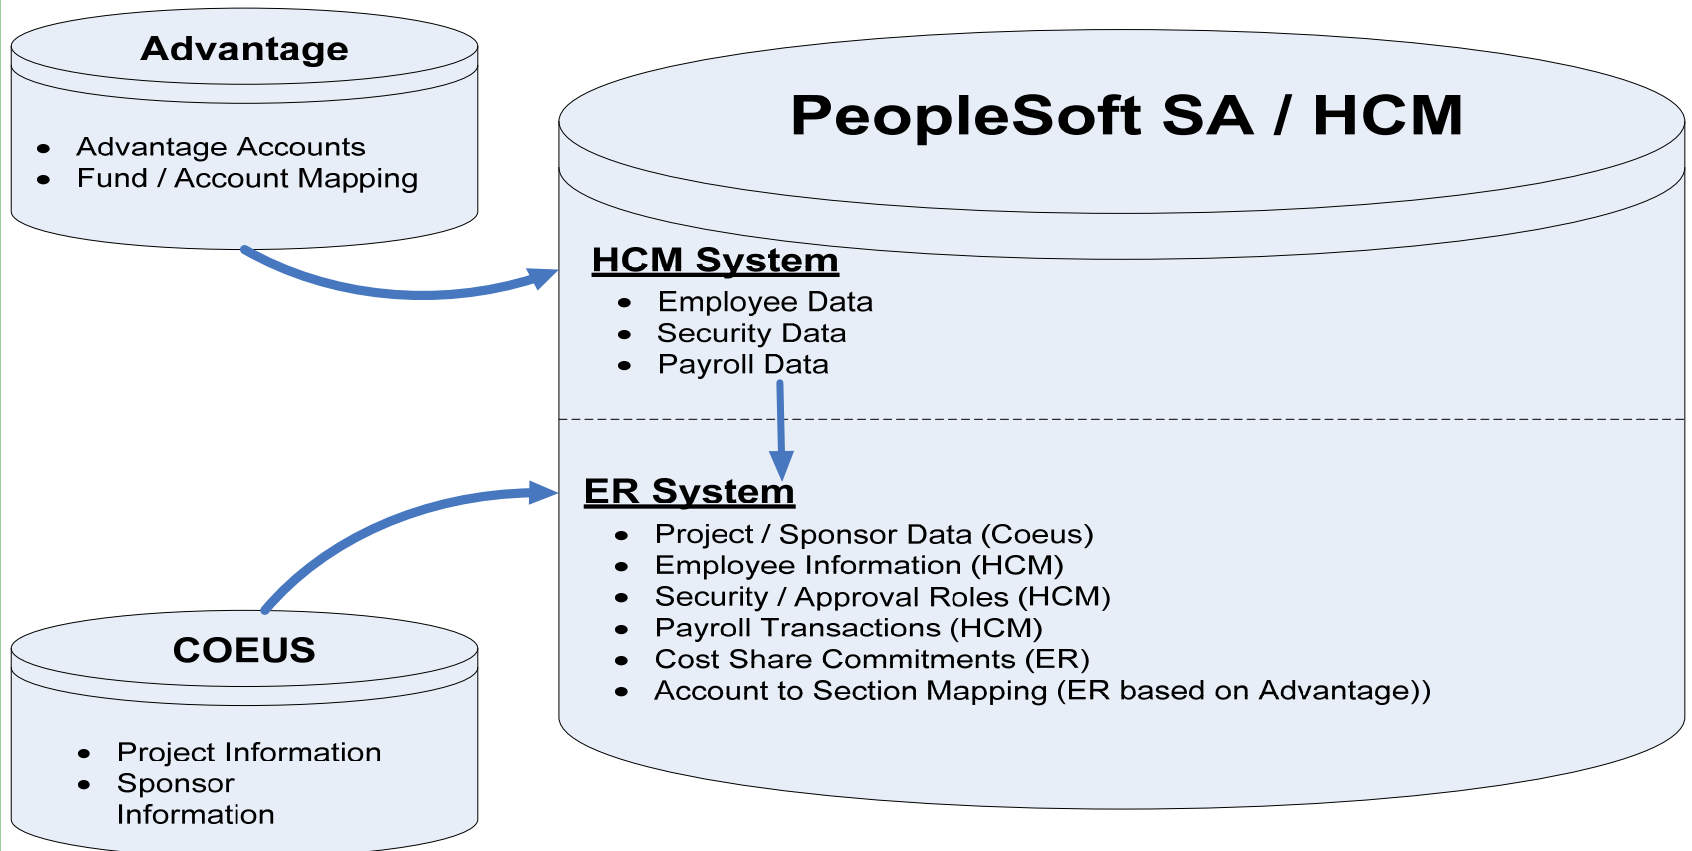 Advantage
• Advantage Accounts
• Fund / Account Mapping
PeopleSoft SA / HCM
HCM System
• Employee Data
• Security Data
• Payroll Data
ER System
• Project / Sponsor Data (Coeus)
• Employee Information (HCM)
• Security / Approval Roles (HCM)
• Payroll Transactions (HCM)
• Cost Share Commitments (ER)
• Account to Section Mapping (ER based on Advantage))
COEUS
• Project Information
• Sponsor
Information